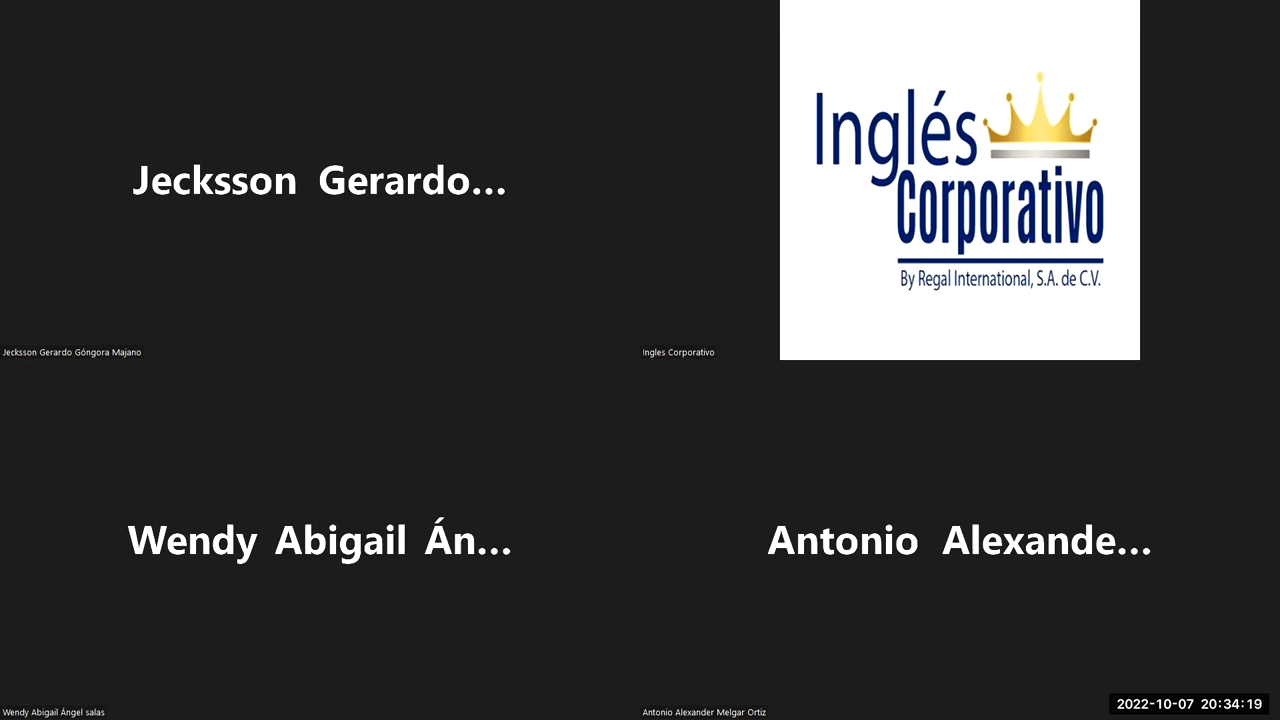 Jecksson Gerardo...
Jecksson Gerardo Góngora Majano
Inglés
Corporativo
By Regal International, S.A. de C.V.
Ingles Corporativo
Wendy Abigail Án...
Wendy Abigail Ángel salas
Antonio Alexande...
Antonio Alexander Melgar Ortiz
2022-10-07 20:34:19